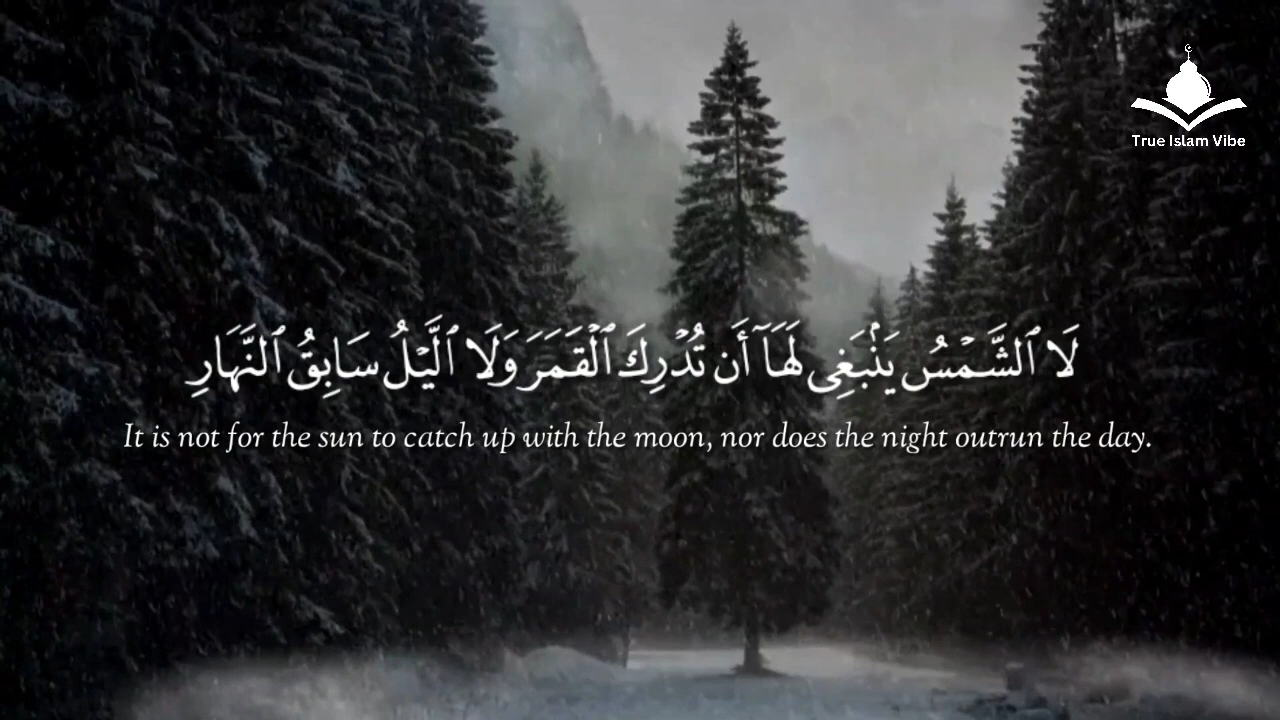 True Islam Vibe
لَا ٱلشَّمْسُ يَنۢبَغِى لَهَآ أَن تُدْرِكَ ٱلْقَمَرَ وَلَا ٱلَّيْلُ سَابِقُ ٱلنَّهَارِ
It is not for the sun to catch up with the moon, nor does the night outrun the day.